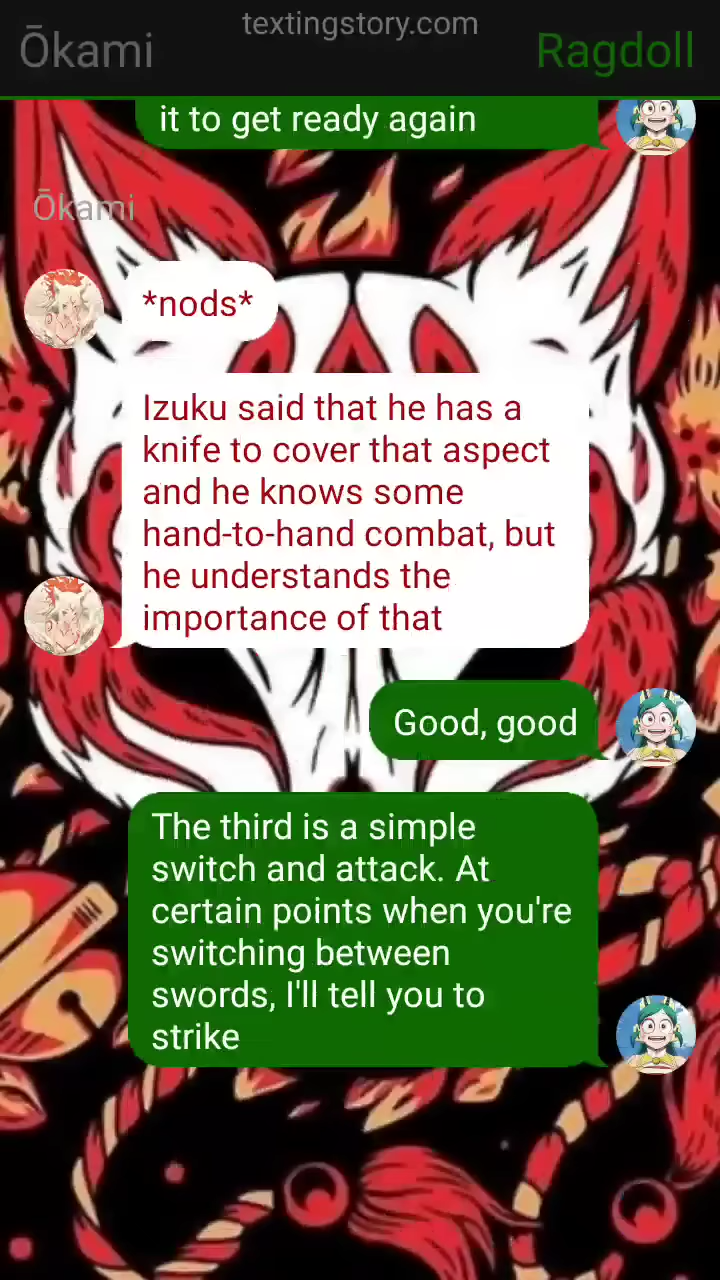 textingstory.com
Ōkami
Ragdoll
it to get ready again
Ōkami
*nods*
Izuku said that he has a
knife to cover that aspect
and he knows some
hand-to-hand combat, but
he understands the
importance of that
Good, good
The third is a simple
switch and attack. At
certain points when you're
switching between
swords, I'll tell you to
strike